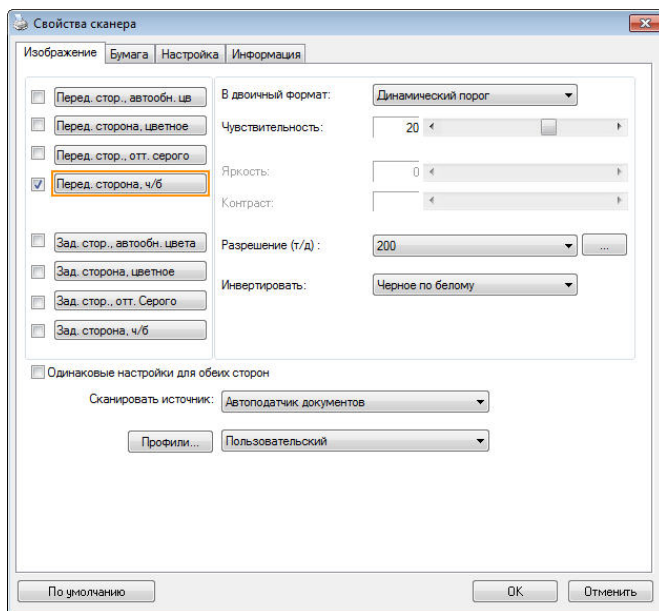 Свойства сканера
Изображение Бумага Настройка Информация
Перед. стор., автообн. цв
Перед. сторона, цветное
Перед. стор., отт. серого
Перед. сторона, ч/б
Зад. стор., автообн. цвета
Зад. сторона, цветное
Зад. стор., отт. Серого
Зад. сторона, ч/б
В двоичный формат: Динамический порог
Чувствительность: 20
Яркость: 0
Контраст:
Разрешение (т/д) : 200 ...
Инвертировать: Черное по белому
Одинаковые настройки для обеих сторон
Сканировать источник: Автоподатчик документов
Профили... Пользовательский
По умолчанию OK Отменить